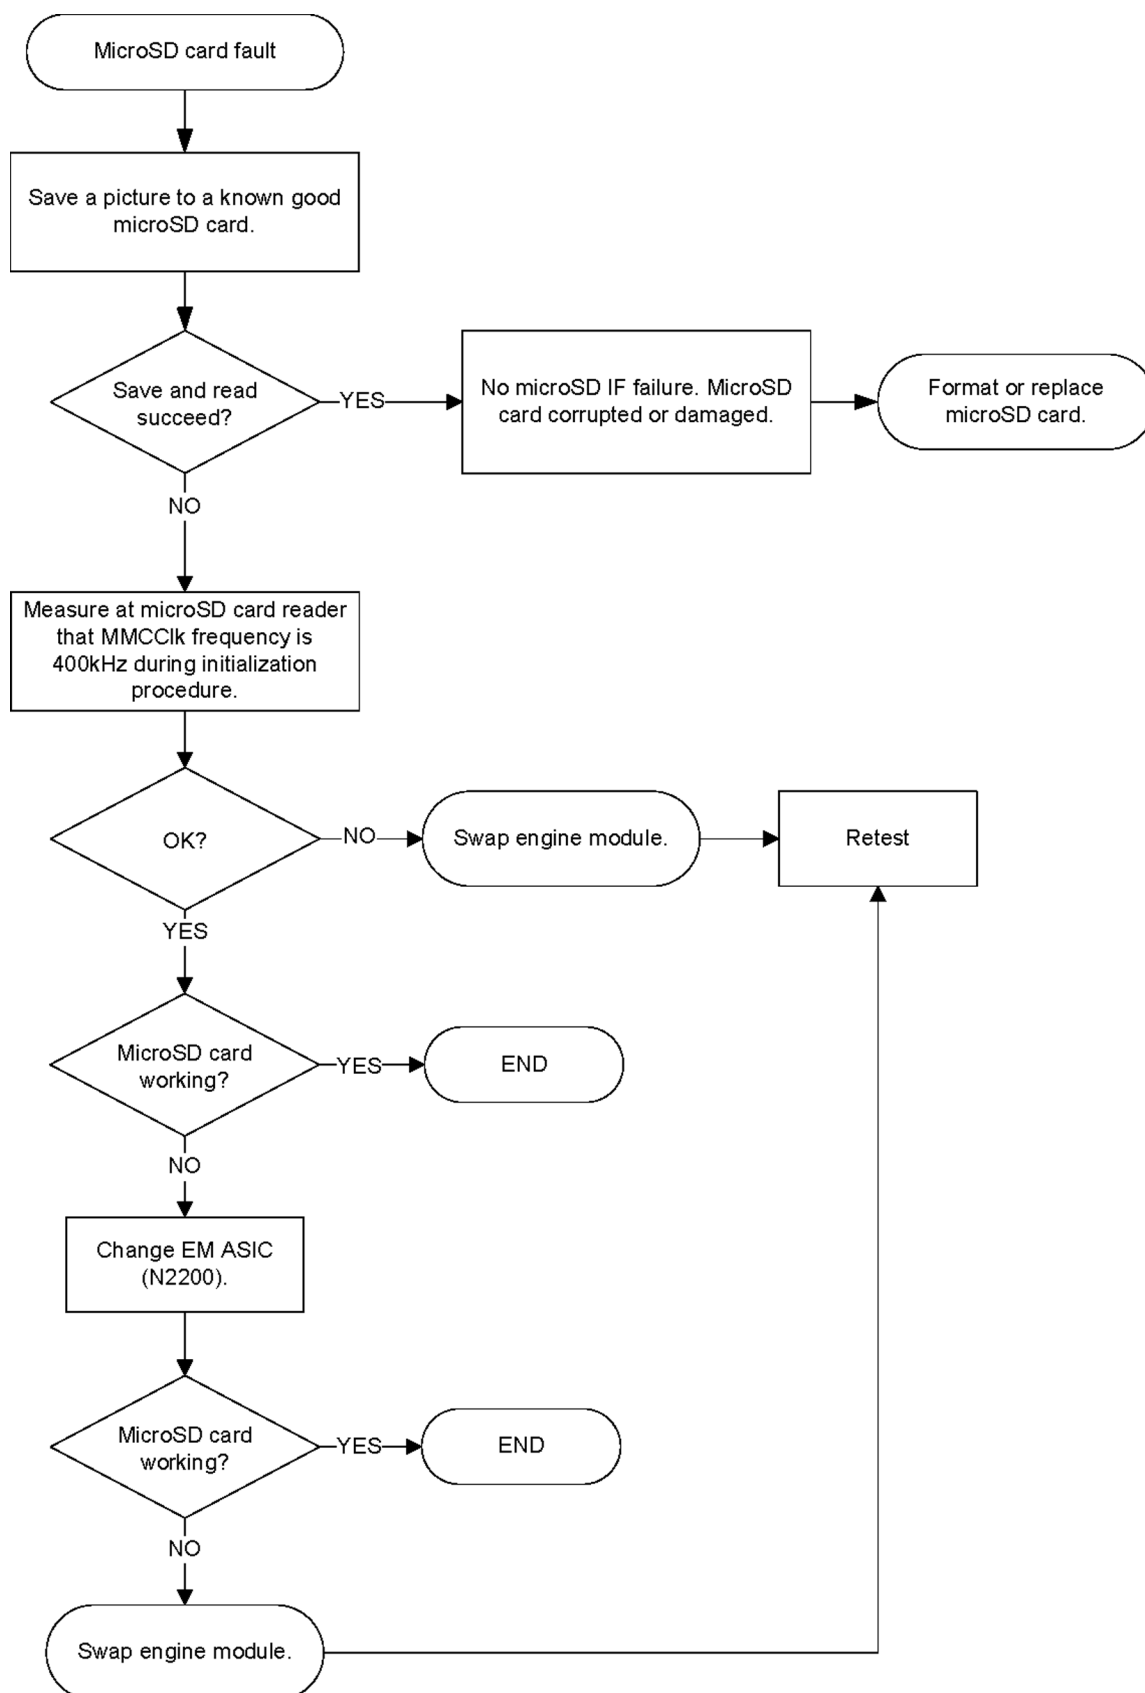 MicroSD card fault
Save a picture to a known good
microSD card.
Save and read
succeed?
YES
No microSD IF failure. MicroSD
card corrupted or damaged.
Format or replace
microSD card.
NO
Measure at microSD card reader
that MMCClk frequency is
400kHz during initialization
procedure.
OK?
NO
Swap engine module.
Retest
YES
MicroSD card
working?
YES
END
NO
Change EM ASIC
(N2200).
MicroSD card
working?
YES
END
NO
Swap engine module.